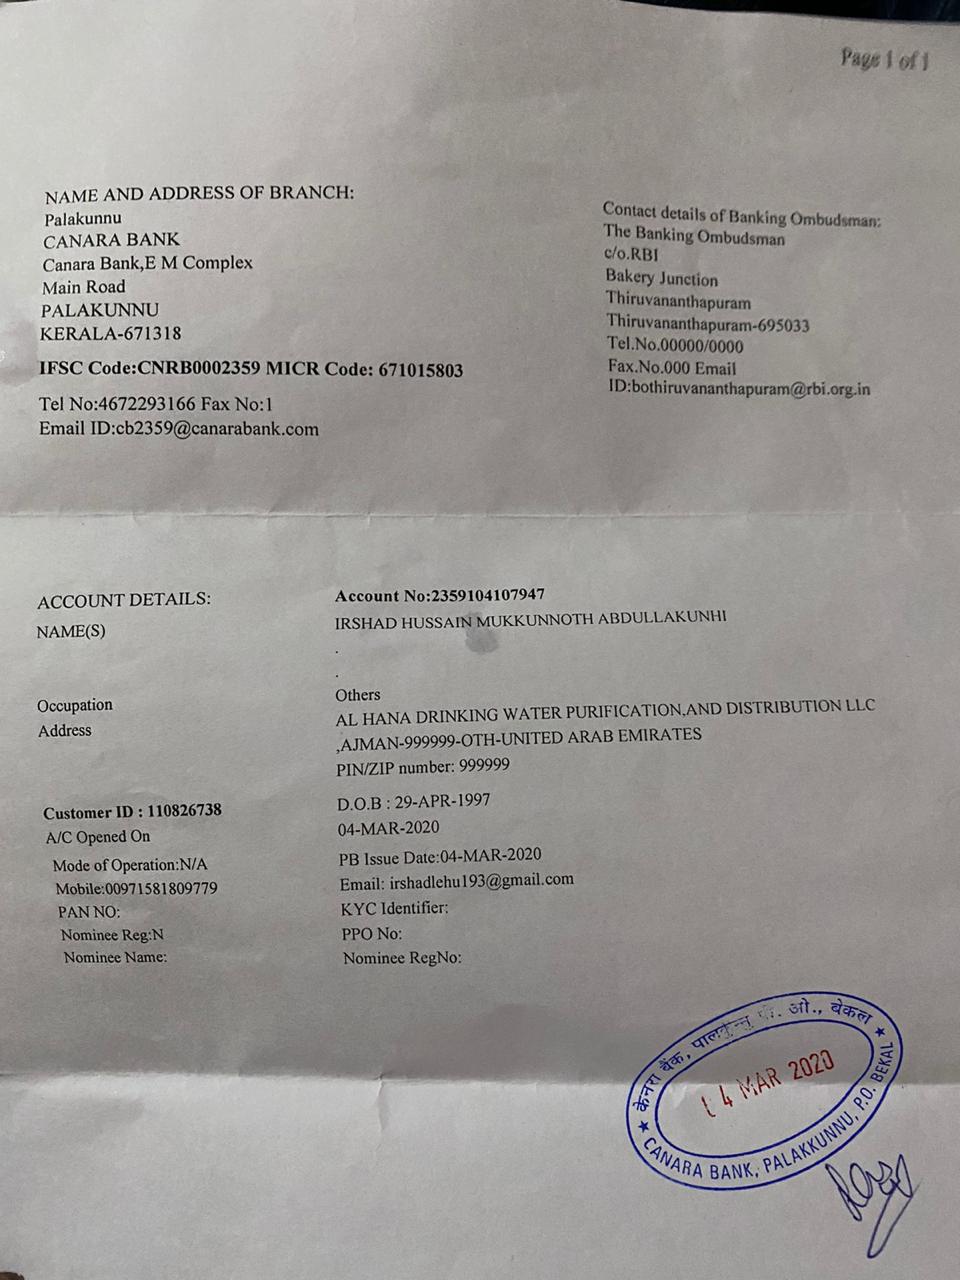 Page 1 of 1
NAME AND ADDRESS OF BRANCH:
Palakunnu
CANARA BANK
Canara Bank,E M Complex
Main Road
PALAKUNNU
KERALA-671318
IFSC Code:CNRB0002359 MICR Code: 671015803
Tel No:4672293166 Fax No:1
Email ID:cb2359@canarabank.com
Contact details of Banking Ombudsman:
The Banking Ombudsman
c/o.RBI
Bakery Junction
Thiruvananthapuram
Thiruvananthapuram-695033
Tel.No.00000/0000
Fax.No.000 Email
ID:bothiruvananthapuram@rbi.org.in
ACCOUNT DETAILS: Account No:2359104107947
NAME(S) IRSHAD HUSSAIN MUKKUNNOTH ABDULLAKUNHI
.
.
Occupation Others
Address AL HANA DRINKING WATER PURIFICATION,AND DISTRIBUTION LLC
,AJMAN-999999-OTH-UNITED ARAB EMIRATES
PIN/ZIP number: 999999
Customer ID : 110826738 D.O.B : 29-APR-1997
A/C Opened On 04-MAR-2020
Mode of Operation:N/A PB Issue Date:04-MAR-2020
Mobile:00971581809779 Email: irshadlehu193@gmail.com
PAN NO: KYC Identifier:
Nominee Reg:N PPO No:
Nominee Name: Nominee RegNo:
केनरा बैंक, पी. ओ., बेकल
4 MAR 2020
CANARA BANK, PALAKKUNNU, P.O. BEKAL